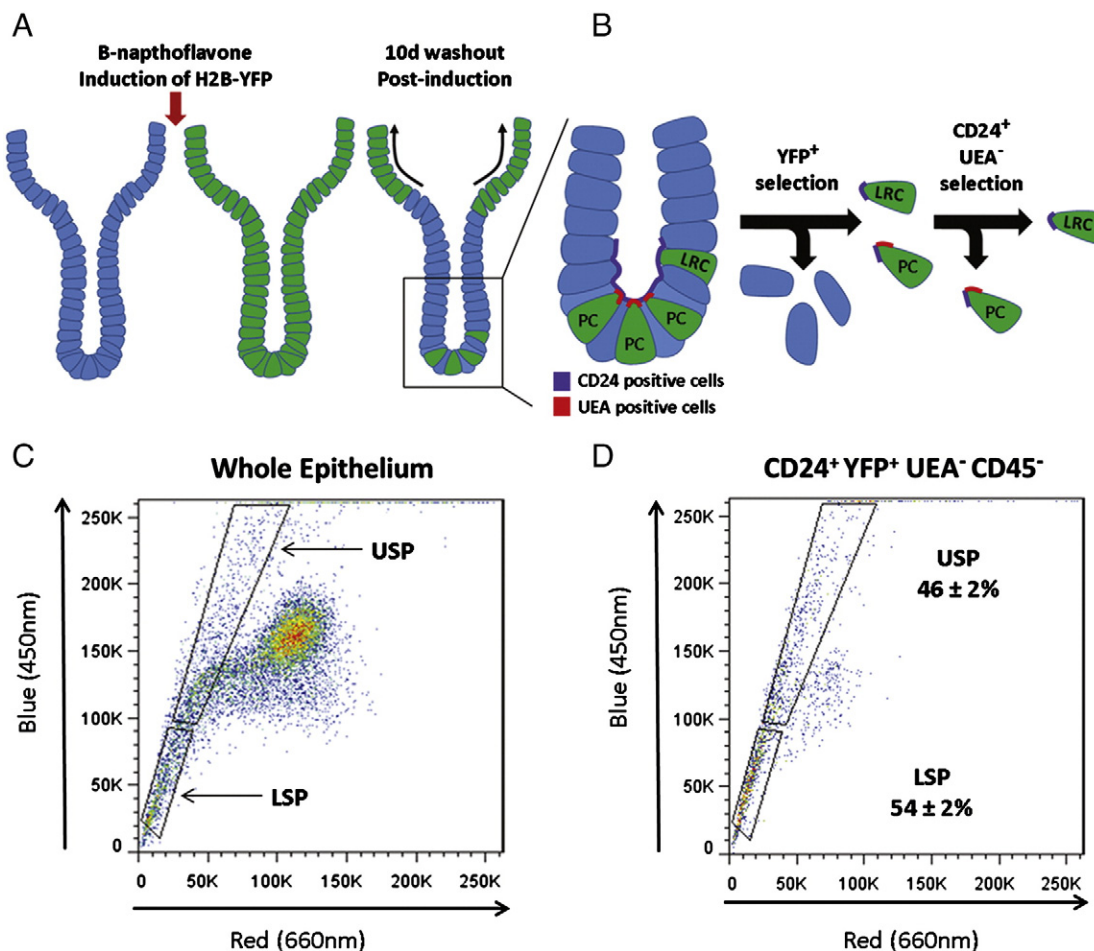 A
B-napthoflavone
Induction of H2B-YFP
10d washout
Post-induction
B
YFP+
selection
CD24+
UEA-
selection
LRC
LRC
LRC
PC
PC
PC
PC
PC
CD24 positive cells
UEA positive cells
C
Whole Epithelium
Blue (450nm)
250K
200K
150K
100K
50K
0
USP
LSP
0 50K 100K 150K 200K 250K
Red (660nm)
D
CD24+ YFP+ UEA- CD45-
Blue (450nm)
250K
200K
150K
100K
50K
0
USP
46 ± 2%
LSP
54 ± 2%
0 50K 100K 150K 200K 250K
Red (660nm)